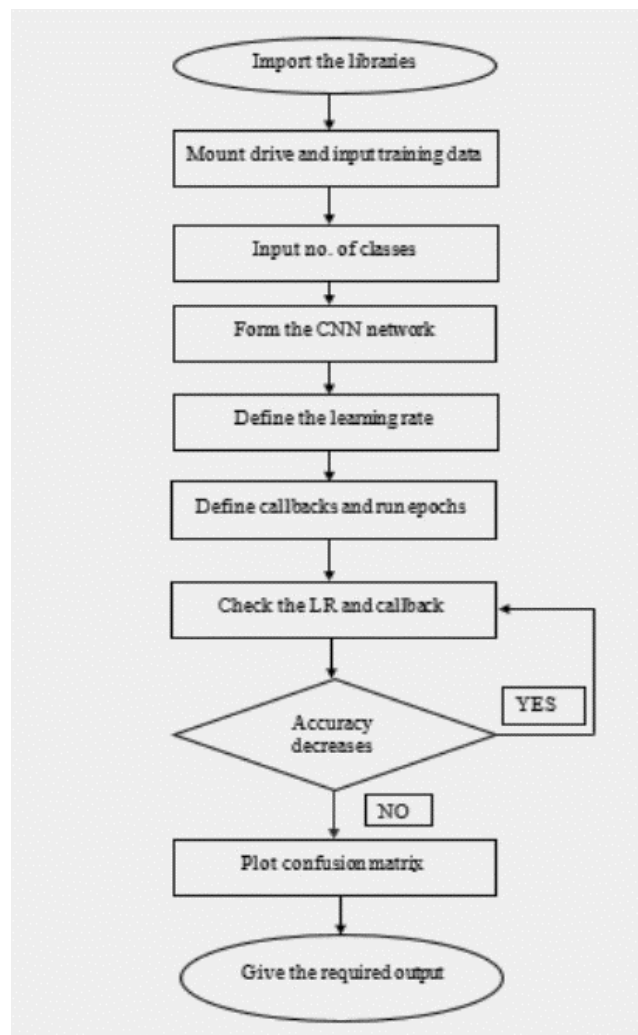 Import the libraries
Mount drive and input training data
Input no. of classes
Form the CNN network
Define the learning rate
Define callbacks and run epochs
Check the LR and callback
YES
Accuracy
decreases
NO
Plot confusion matrix
Give the required output